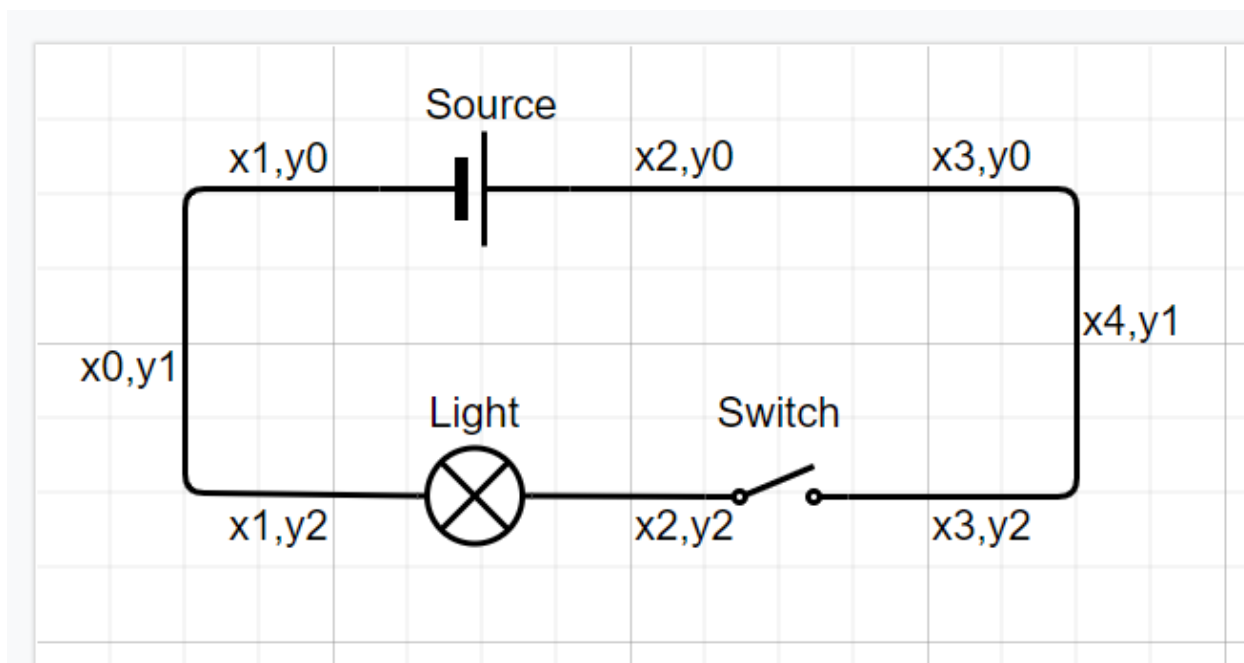 Source
x1,y0
x2,y0
x3,y0
x4,y1
x0,y1
Light
Switch
x1,y2
x2,y2
x3,y2